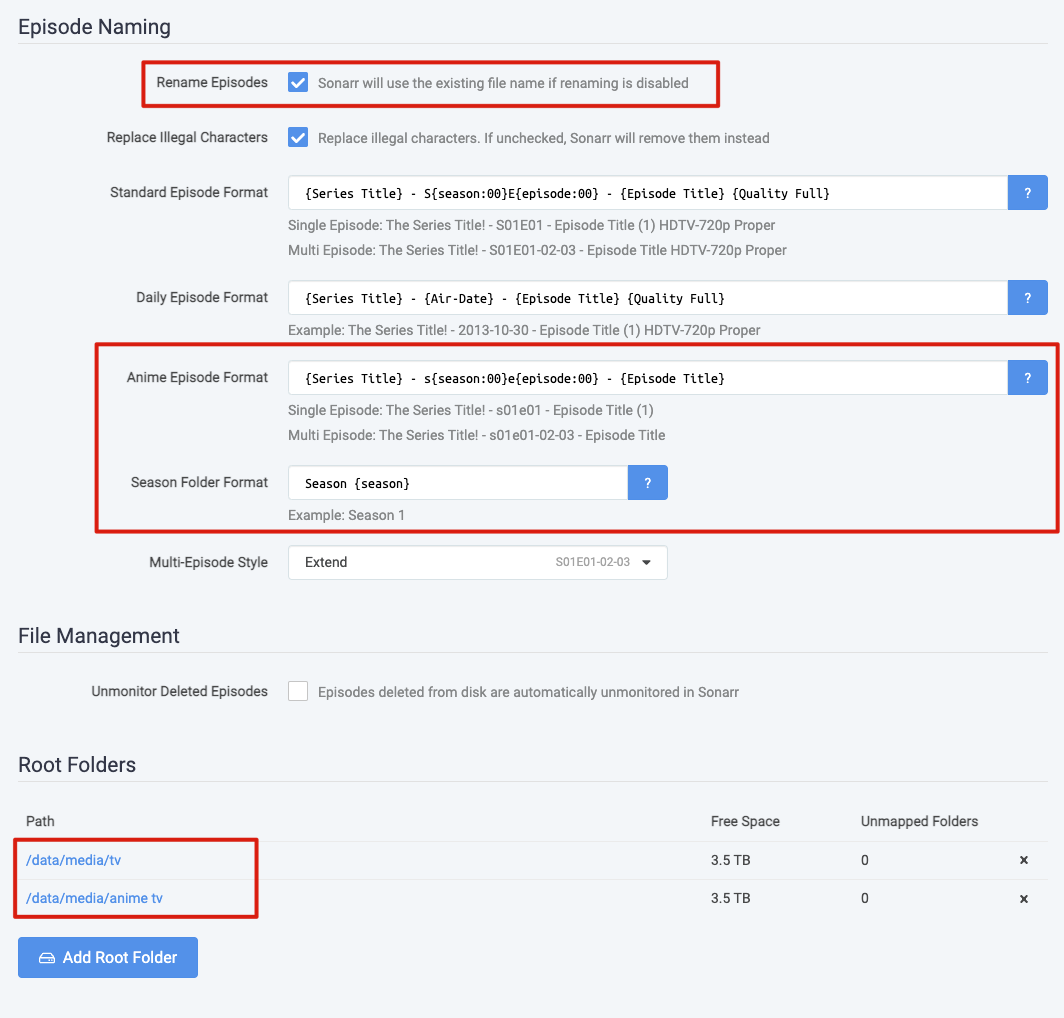 Episode Naming
Rename Episodes Sonarr will use the existing file name if renaming is disabled
Replace Illegal Characters Replace illegal characters. If unchecked, Sonarr will remove them instead
Standard Episode Format {Series Title} - S{season:00}E{episode:00} - {Episode Title} {Quality Full} ?
Single Episode: The Series Title! - S01E01 - Episode Title (1) HDTV-720p Proper
Multi Episode: The Series Title! - S01E01-02-03 - Episode Title HDTV-720p Proper
Daily Episode Format {Series Title} - {Air-Date} - {Episode Title} {Quality Full} ?
Example: The Series Title! - 2013-10-30 - Episode Title (1) HDTV-720p Proper
Anime Episode Format {Series Title} - s{season:00}e{episode:00} - {Episode Title} ?
Single Episode: The Series Title! - s01e01 - Episode Title (1)
Multi Episode: The Series Title! - s01e01-02-03 - Episode Title
Season Folder Format Season {season} ?
Example: Season 1
Multi-Episode Style Extend S01E01-02-03
File Management
Unmonitor Deleted Episodes Episodes deleted from disk are automatically unmonitored in Sonarr
Root Folders
Path Free Space Unmapped Folders
/data/media/tv 3.5 TB 0
/data/media/anime tv 3.5 TB 0
Add Root Folder